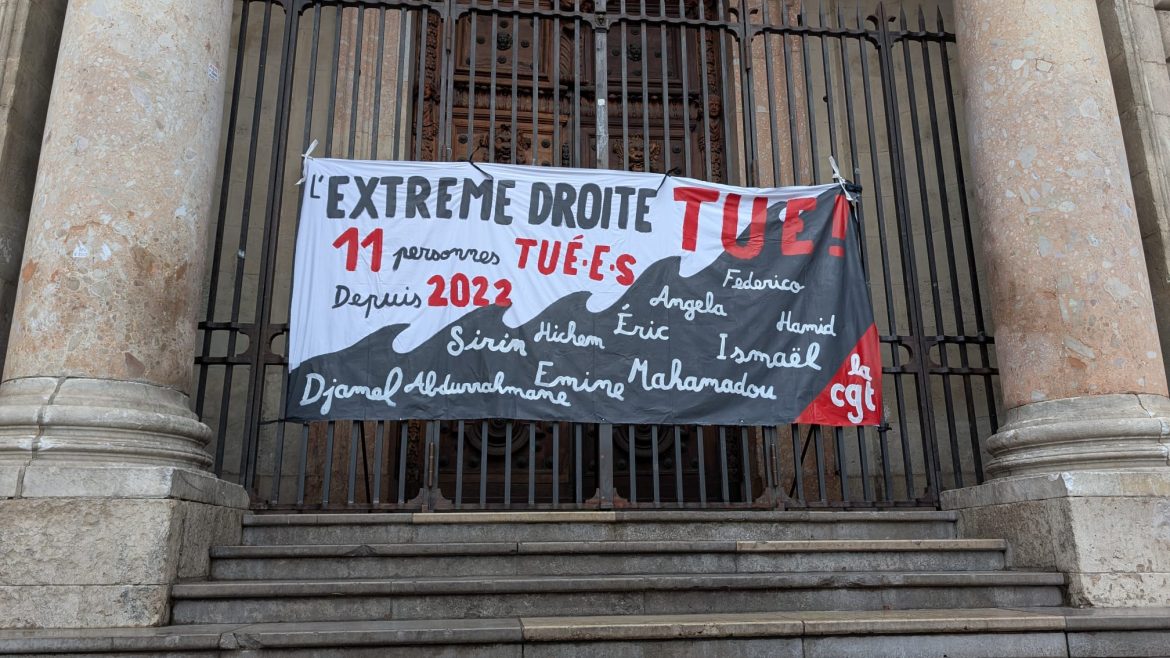 L'EXTREME DROITE TUE!
11 personnes TUÉ·E·S
Depuis 2022
Federico
Angela
Hamid
Éric
Hichem
Sirin
Ismaël
Mahamadou
Emine
Abdurrahmane
Djamel
la
cgt